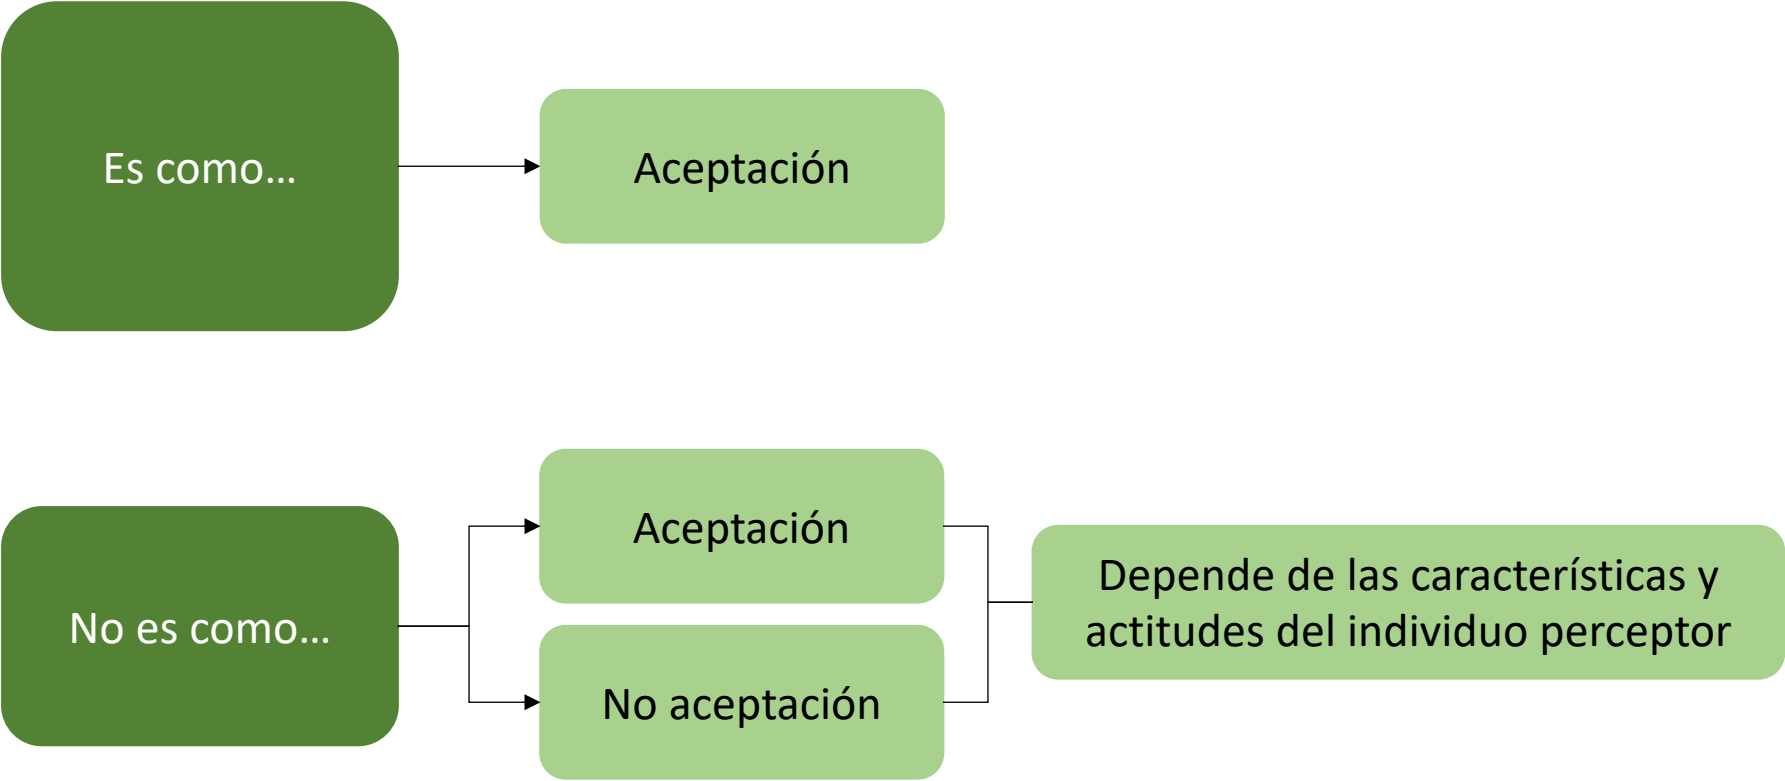 Es como…
Aceptación
No es como…
Aceptación
No aceptación
Depende de las características y
actitudes del individuo perceptor